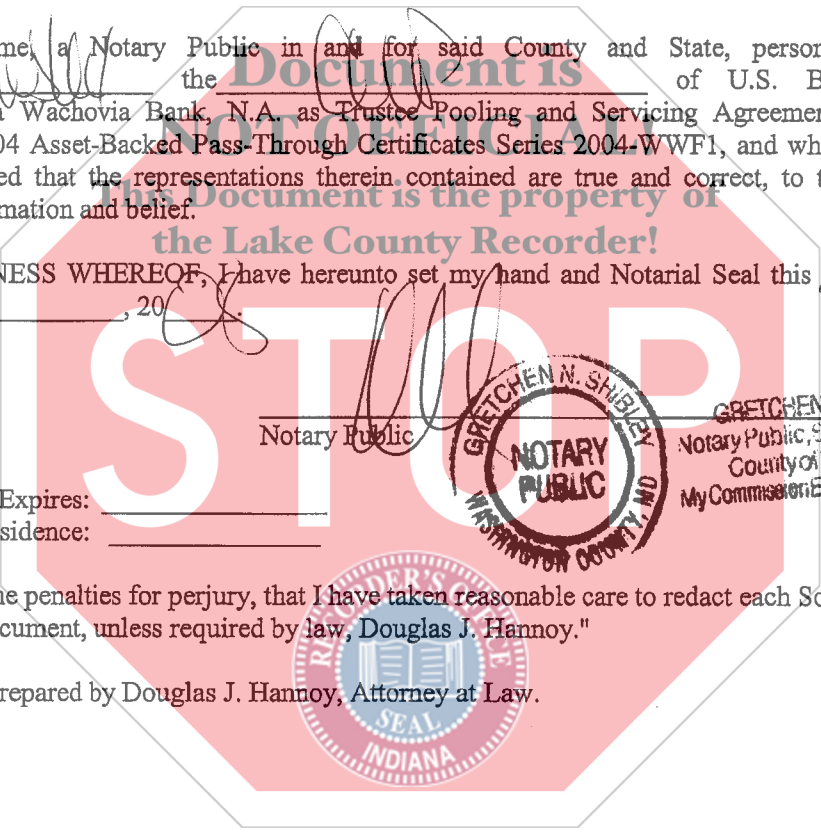 me, a Notary Public in and for said County and State, person
the of U.S. B
Wachovia Bank, N.A. as Trustee Pooling and Servicing Agreemen
04 Asset-Backed Pass-Through Certificates Series 2004-WWF1, and wh
ed that the representations therein contained are true and correct, to t
mation and belief.
Document is
NOT OFFICIAL!
This Document is the property of
the Lake County Recorder!
NESS WHEREOF, I have hereunto set my hand and Notarial Seal this
, 2008.
STOP
Notary Public
GRETCHEN N. SHIBLEY
NOTARY
PUBLIC
WASHINGTON COUNTY, MD
GRETCHEN
Notary Public, S
County of
My Commission E
Expires:
sidence:
he penalties for perjury, that I have taken reasonable care to redact each So
cument, unless required by law, Douglas J. Hannoy."
repared by Douglas J. Hannoy, Attorney at Law.
RECORDER'S OFFICE
SEAL
INDIANA